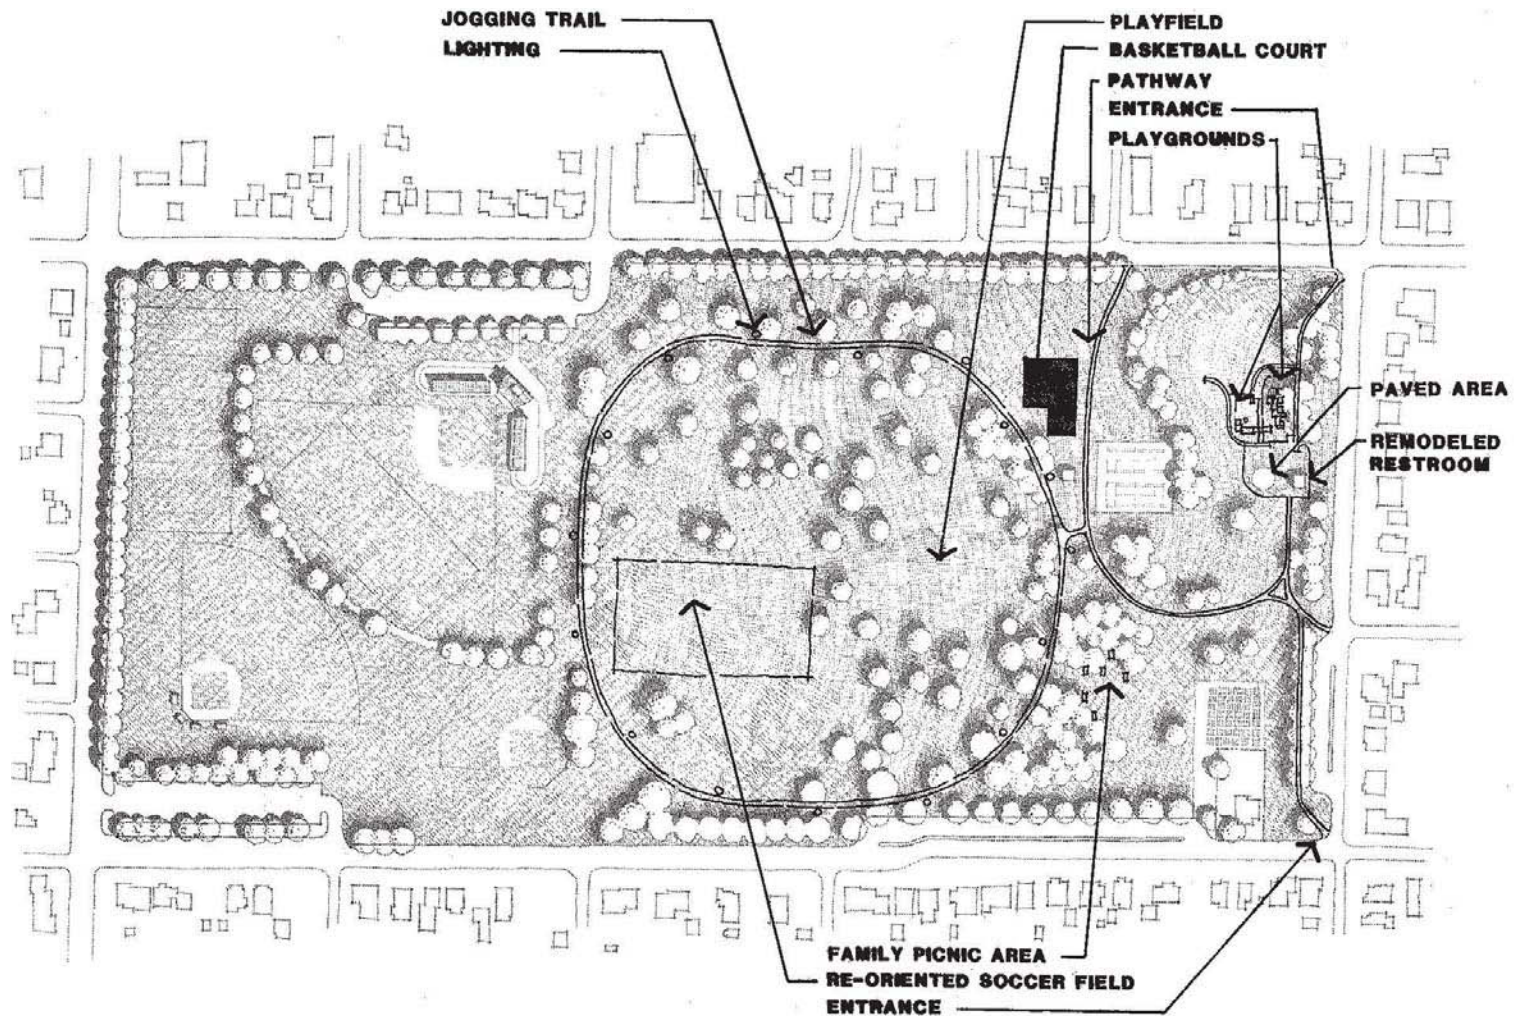 JOGGING TRAIL
LIGHTING
PLAYFIELD
BASKETBALL COURT
PATHWAY
ENTRANCE
PLAYGROUNDS
PAVED AREA
REMODELED
RESTROOM
FAMILY PICNIC AREA
RE-ORIENTED SOCCER FIELD
ENTRANCE